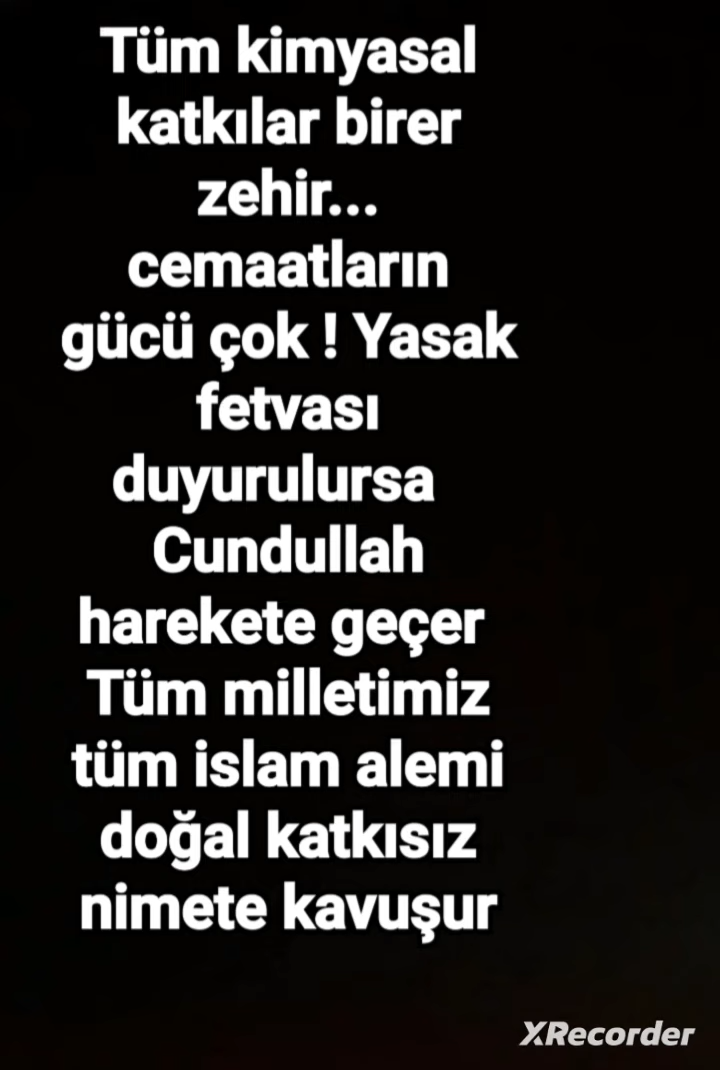 Tüm kimyasal
katkılar birer
zehir...
cemaatların
gücü çok ! Yasak
fetvası
duyurulursa
Cundullah
harekete geçer
Tüm milletimiz
tüm islam alemi
doğal katkısız
nimete kavuşur
XRecorder